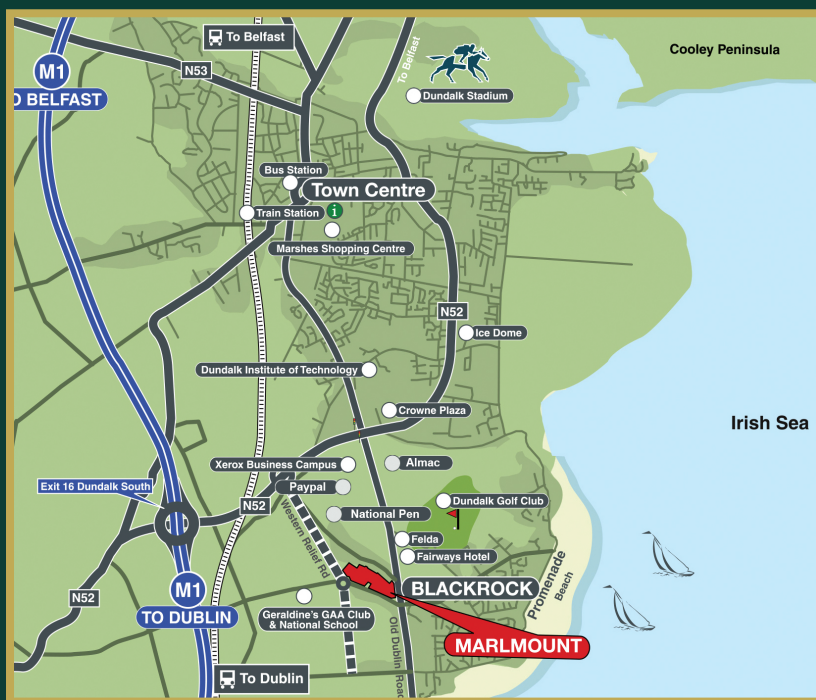 To Belfast
To Belfast
Cooley Peninsula
M1
O BELFAST
N53
Dundalk Stadium
Bus Station
Town Centre
Train Station
i
Marshes Shopping Centre
N52
Ice Dome
Dundalk Institute of Technology
Crowne Plaza
Irish Sea
Xerox Business Campus
Almac
Exit 16 Dundalk South
Paypal
N52
Dundalk Golf Club
National Pen
Western Relief Rd
Felda
Fairways Hotel
N52
M1
TO DUBLIN
BLACKROCK
Promenade
Beach
Geraldine's GAA Club
& National School
Old Dublin Road
MARLMOUNT
To Dublin